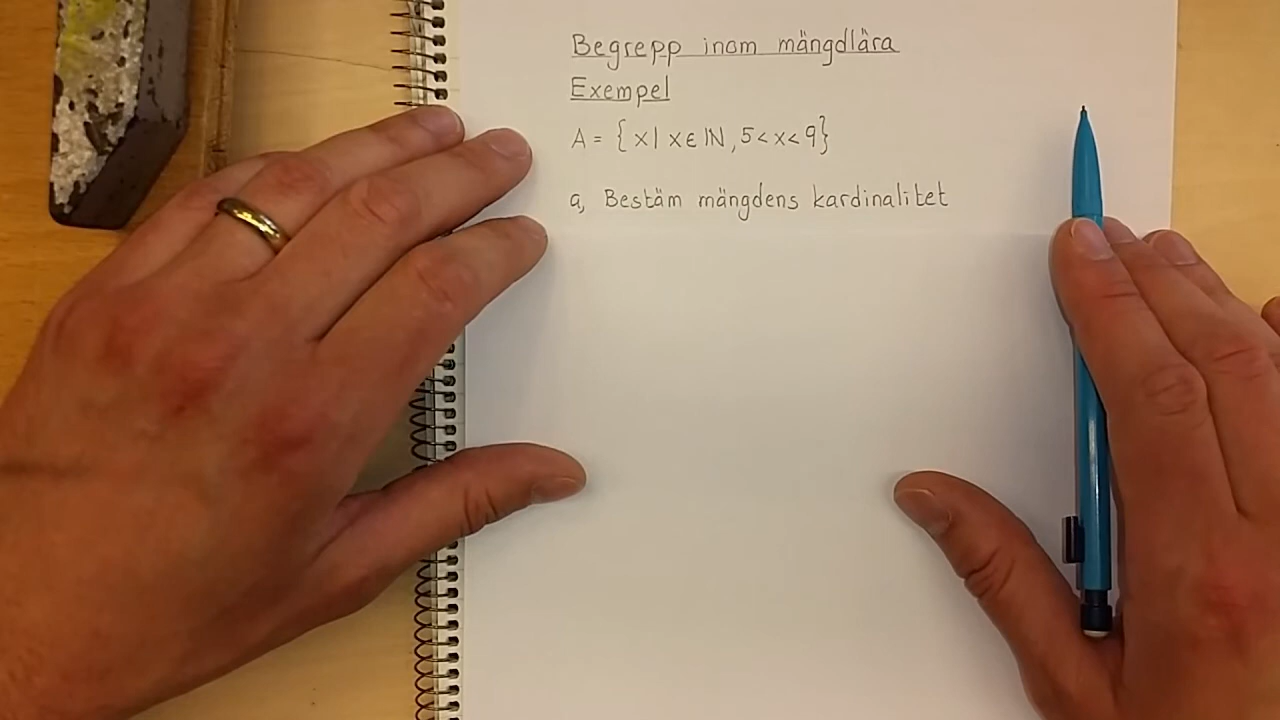 Begrepp inom mängdlära
Exempel
A = { x | x ∈ ℕ, 5 < x < 9}
a, Bestäm mängdens kardinalitet